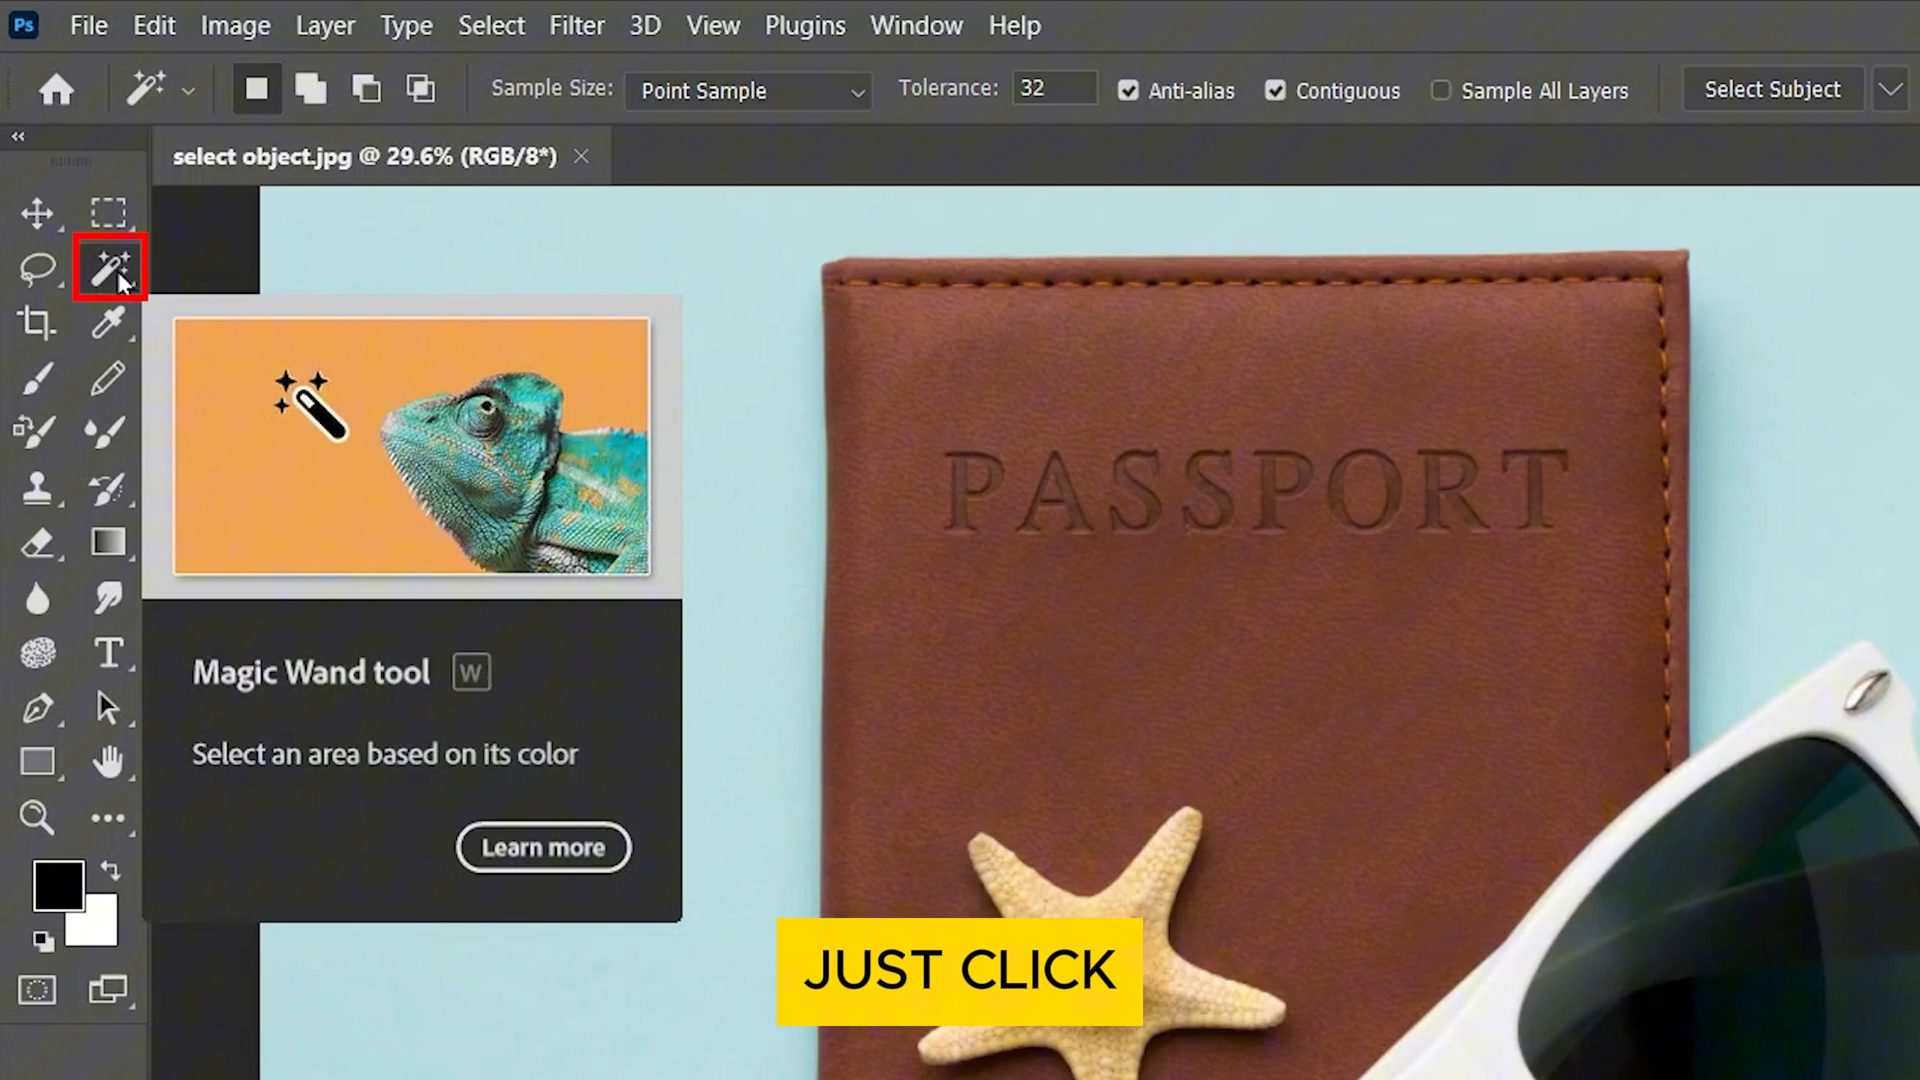 Ps File Edit Image Layer Type Select Filter 3D View Plugins Window Help
Sample Size: Point Sample Tolerance: 32 Anti-alias Contiguous Sample All Layers Select Subject
select object.jpg @ 29.6% (RGB/8*)
PASSPORT
Magic Wand tool W
Select an area based on its color
Learn more
JUST CLICK